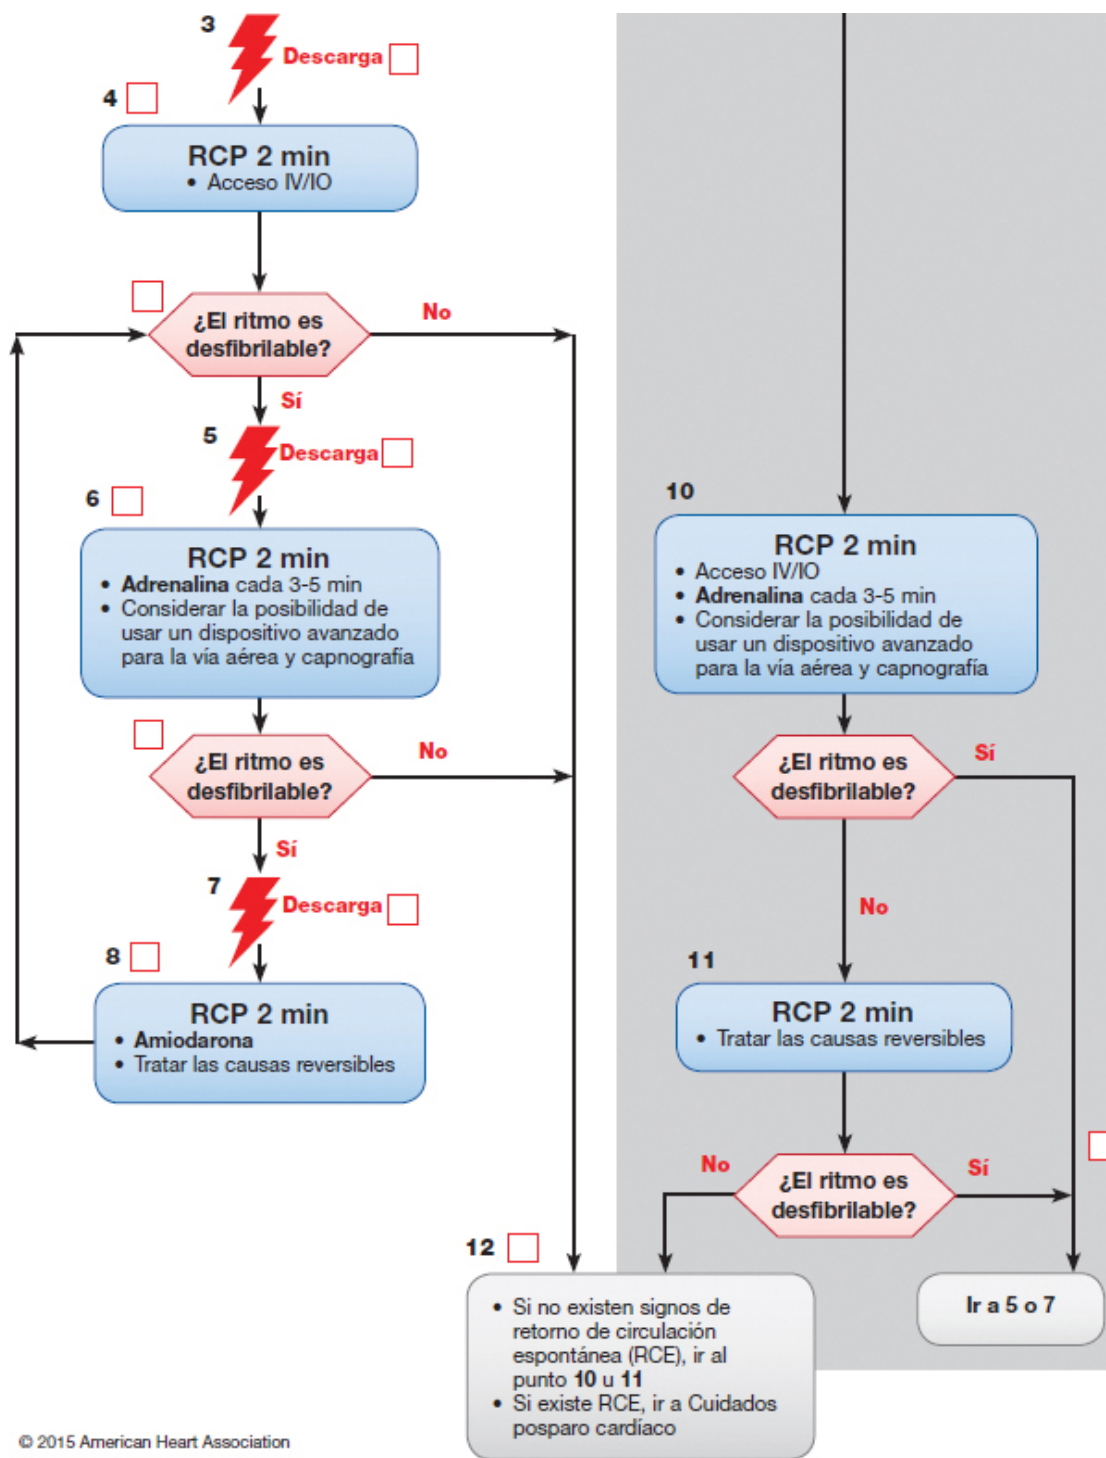 3
Descarga
4
RCP 2 min
• Acceso IV/IO
¿El ritmo es
desfibrilable?
No
Sí
5
Descarga
6
RCP 2 min
• Adrenalina cada 3-5 min
• Considerar la posibilidad de
usar un dispositivo avanzado
para la vía aérea y capnografía
¿El ritmo es
desfibrilable?
No
Sí
7
Descarga
8
RCP 2 min
• Amiodarona
• Tratar las causas reversibles
10
RCP 2 min
• Acceso IV/IO
• Adrenalina cada 3-5 min
• Considerar la posibilidad de
usar un dispositivo avanzado
para la vía aérea y capnografía
¿El ritmo es
desfibrilable?
Sí
No
11
RCP 2 min
• Tratar las causas reversibles
No
¿El ritmo es
desfibrilable?
Sí
12
• Si no existen signos de
retorno de circulación
espontánea (RCE), ir al
punto 10 u 11
• Si existe RCE, ir a Cuidados
posparo cardíaco
Ir a 5 o 7
© 2015 American Heart Association